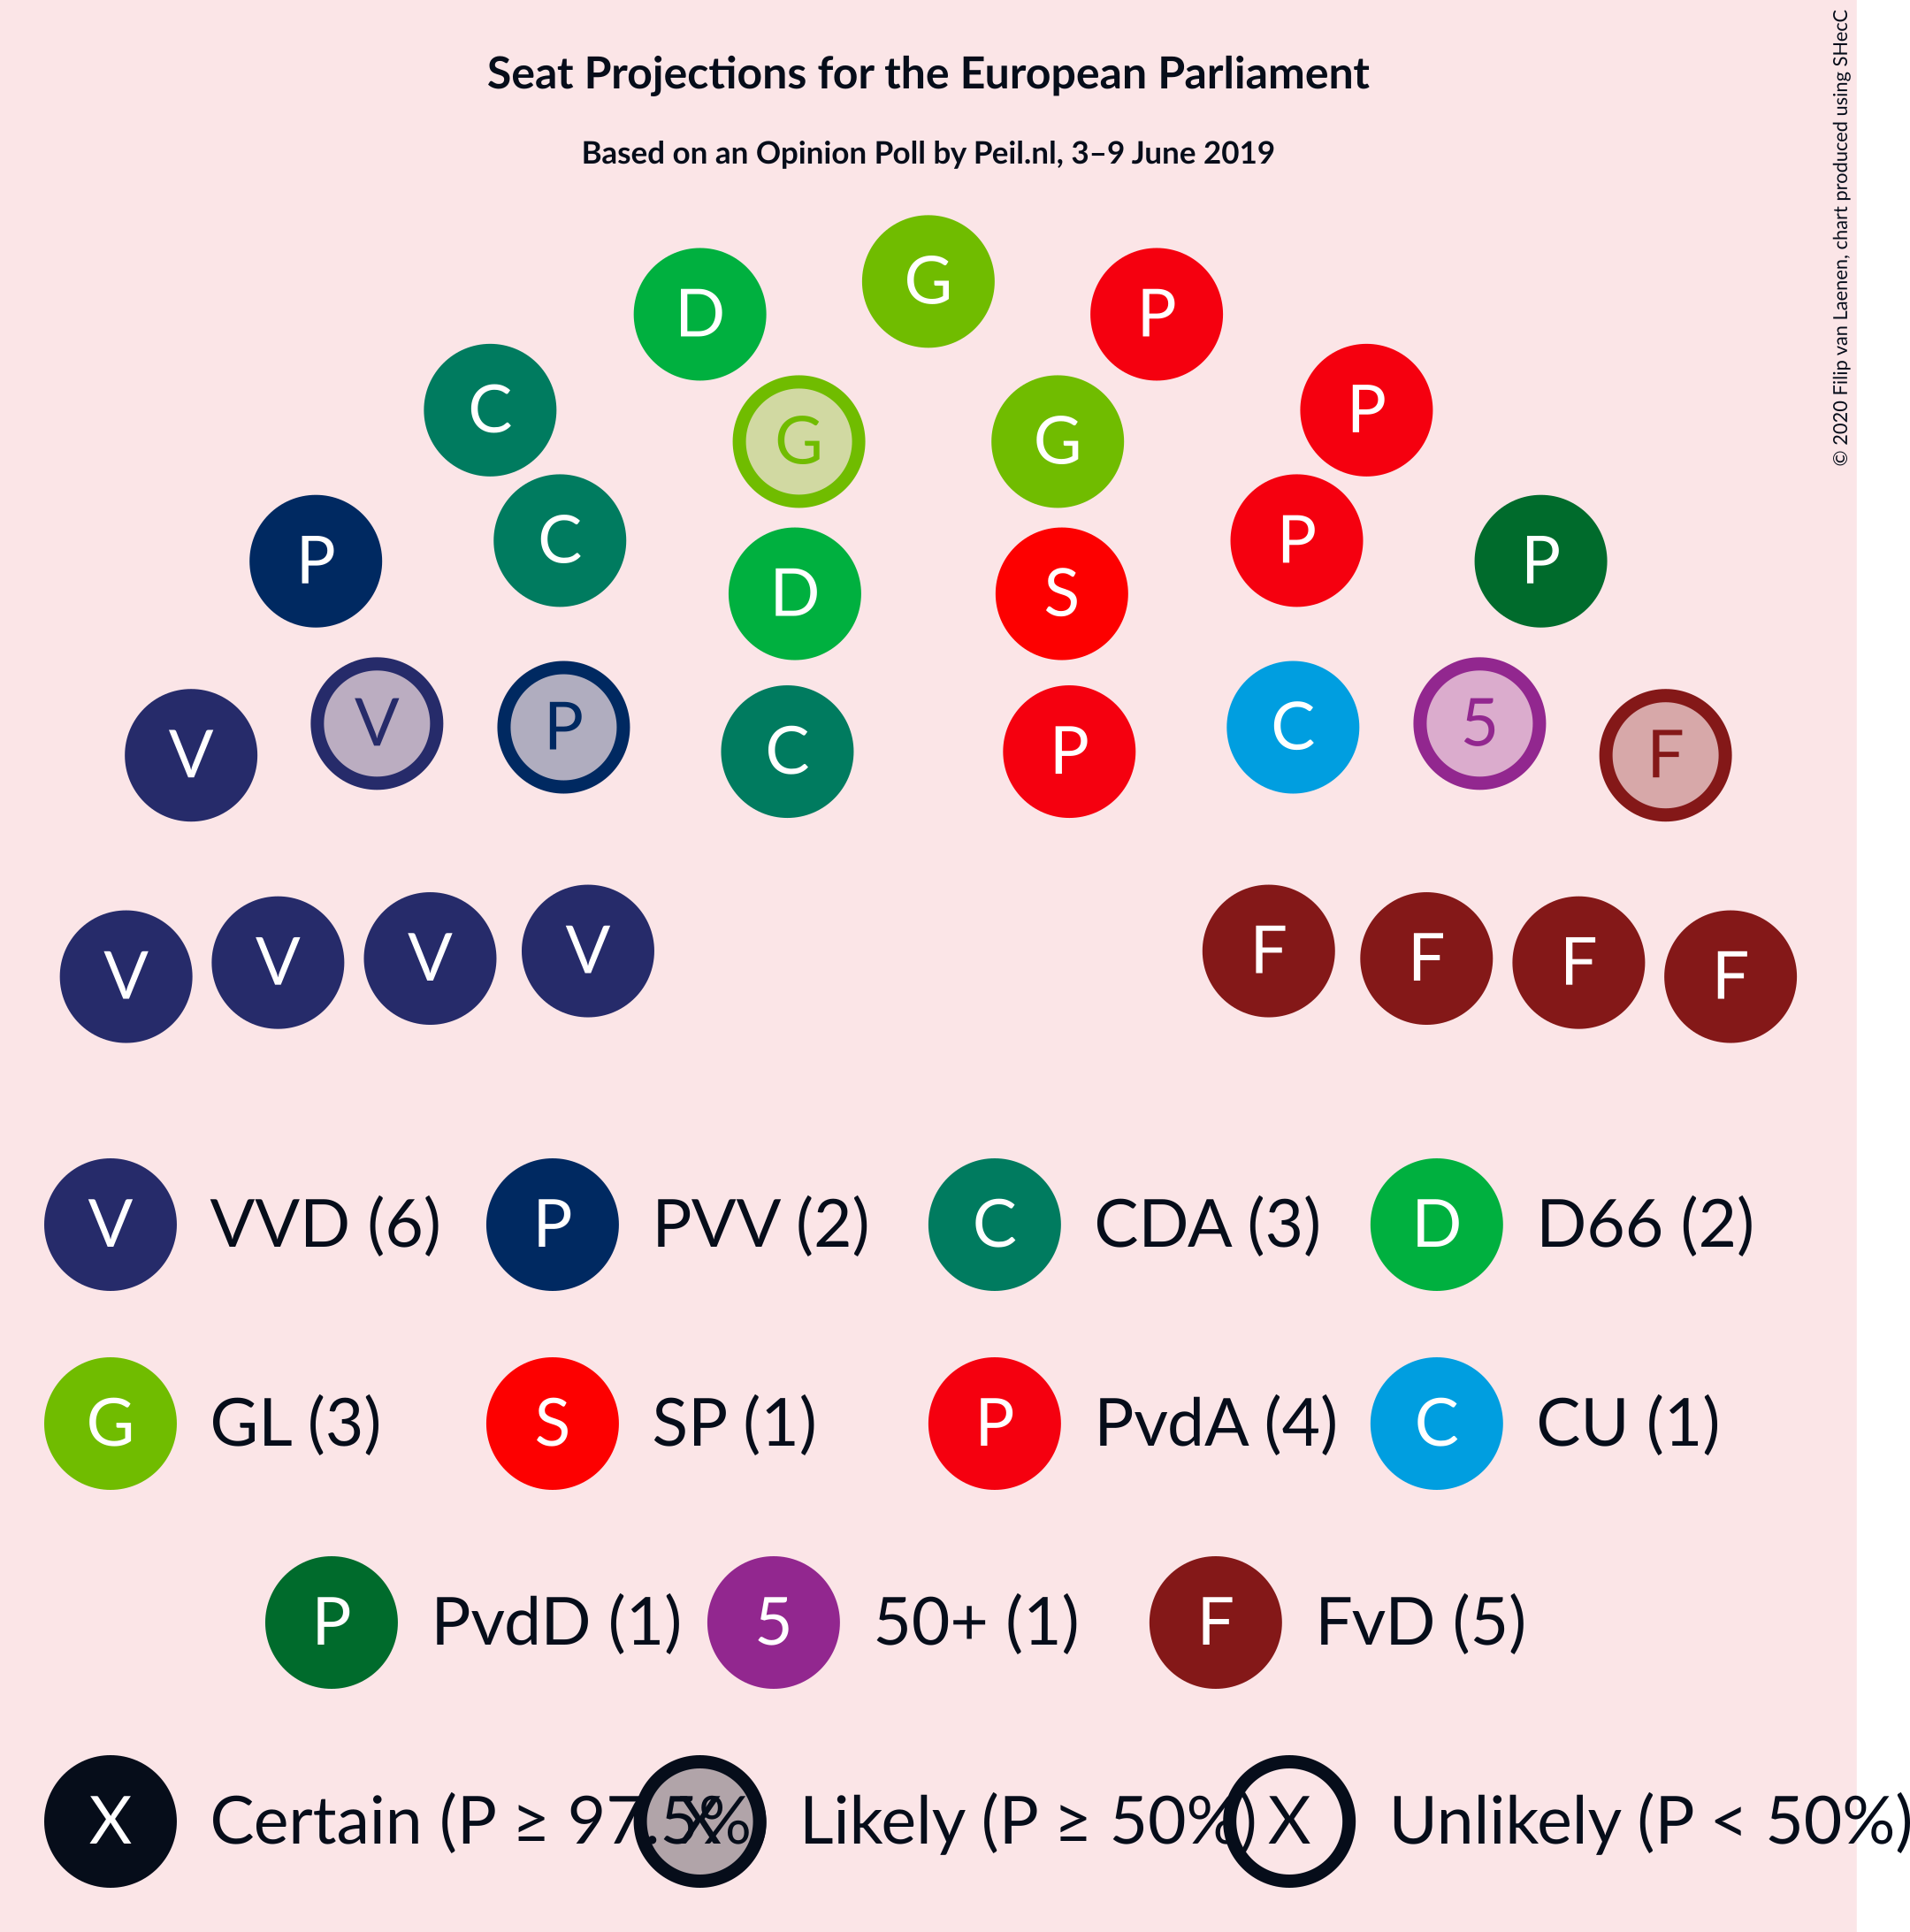 Seat Projections for the European Parliament
Based on an Opinion Poll by Peil.nl, 3–9 June 2019
© 2020 Filip van Laenen, chart produced using SHecC
G
D P
C P
G G
P C P P
D S
V V P C P C 5 F
V V V V F F F F
V VVD (6) P PVV (2) C CDA (3) D D66 (2)
G GL (3) S SP (1) P PvdA (4) C CU (1)
P PvdD (1) 5 50+ (1) F FvD (5)
X Certain (P ≥ 97.5% X Likely (P ≥ 50%) X Unlikely (P < 50%)